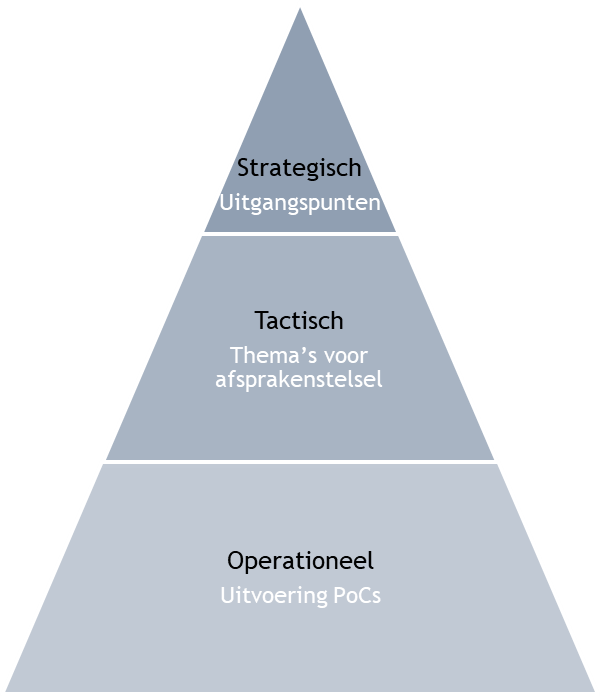 Strategisch
Uitgangspunten
Tactisch
Thema’s voor
afsprakenstelsel
Operationeel
Uitvoering PoCs